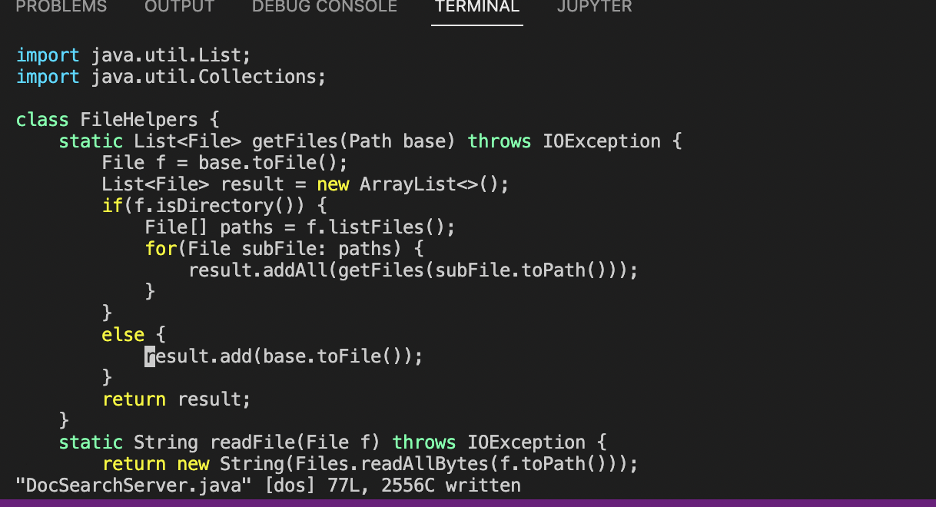 PROBLEMS OUTPUT DEBUG CONSOLE TERMINAL JUPYTER
import java.util.List;
import java.util.Collections;
class FileHelpers {
    static List<File> getFiles(Path base) throws IOException {
        File f = base.toFile();
        List<File> result = new ArrayList<>();
        if(f.isDirectory()) {
            File[] paths = f.listFiles();
            for(File subFile: paths) {
                result.addAll(getFiles(subFile.toPath()));
            }
        }
        else {
            result.add(base.toFile());
        }
        return result;
    }
    static String readFile(File f) throws IOException {
        return new String(Files.readAllBytes(f.toPath()));
"DocSearchServer.java" [dos] 77L, 2556C written